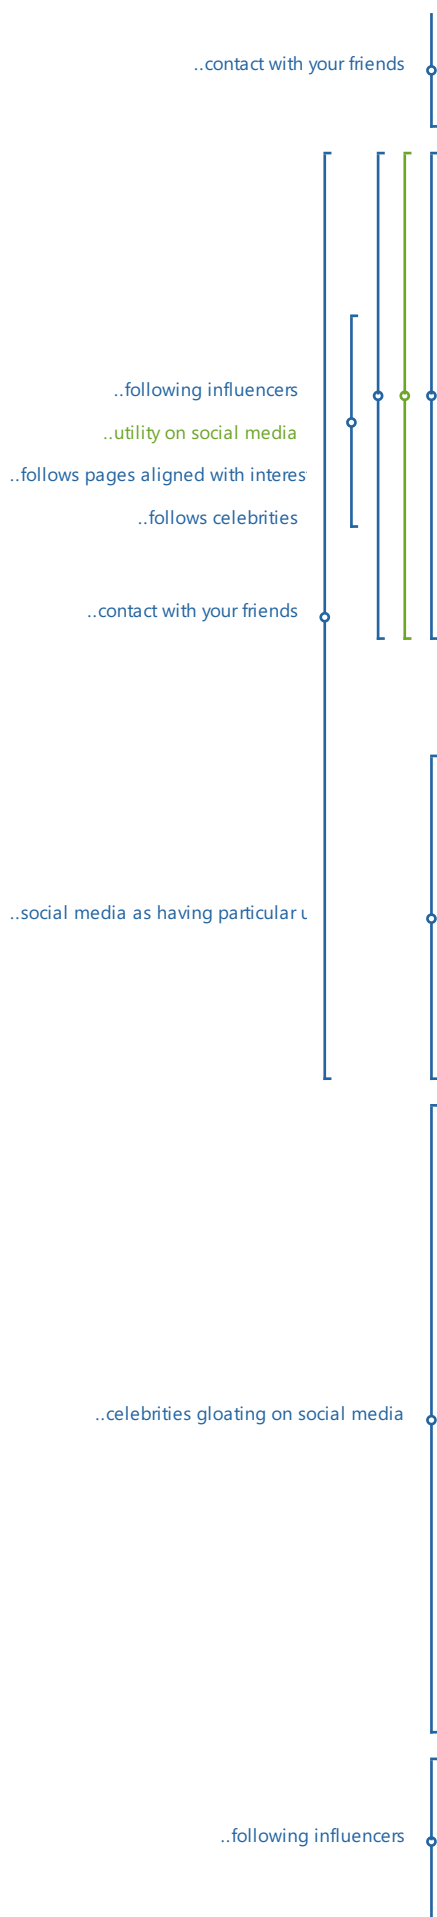 ..contact with your friends
..following influencers
..utility on social media
..follows pages aligned with interes
..follows celebrities
..contact with your friends
..social media as having particular
..celebrities gloating on social media
..following influencers